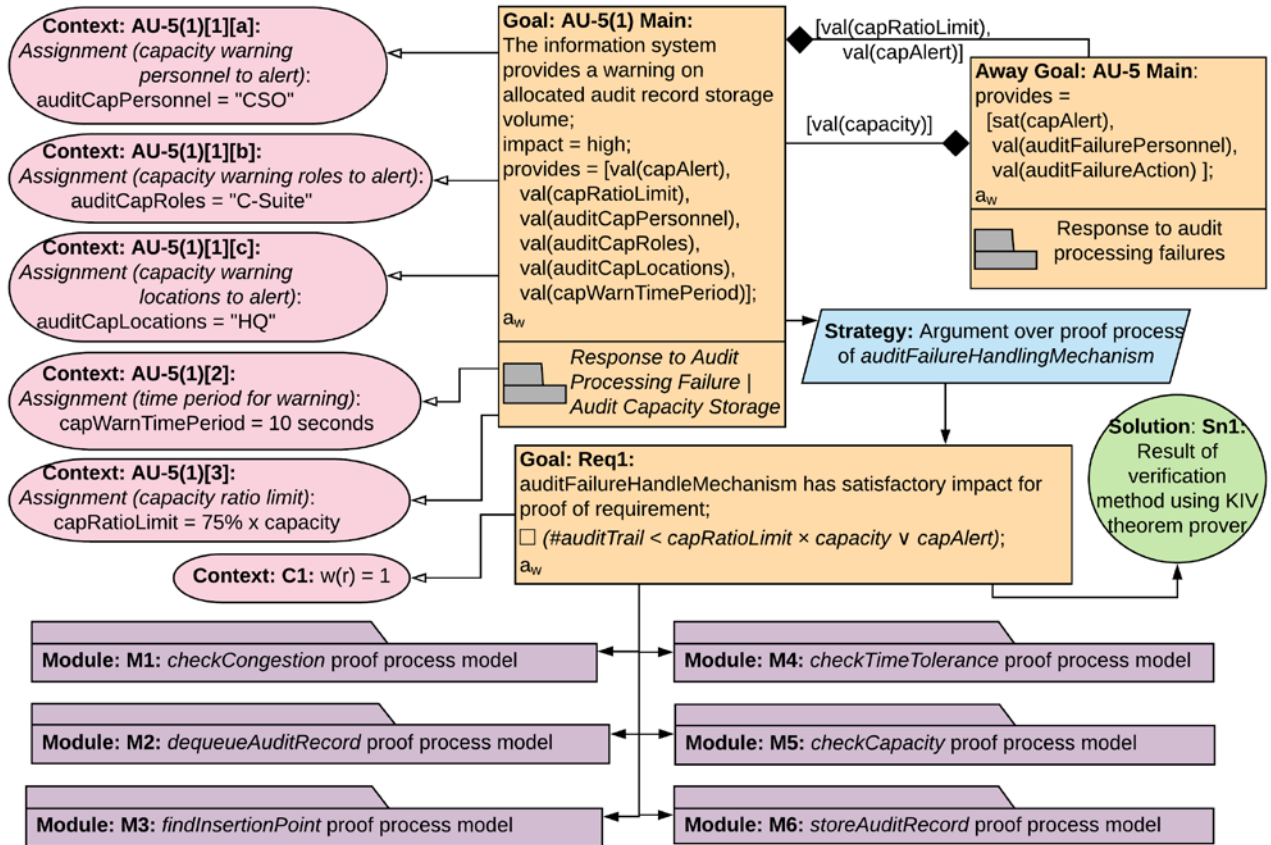 Context: AU-5(1)[1][a]:
Assignment (capacity warning
personnel to alert):
auditCapPersonnel = "CSO"
Context: AU-5(1)[1][b]:
Assignment (capacity warning roles to alert):
auditCapRoles = "C-Suite"
Context: AU-5(1)[1][c]:
Assignment (capacity warning
locations to alert):
auditCapLocations = "HQ"
Context: AU-5(1)[2]:
Assignment (time period for warning):
capWarnTimePeriod = 10 seconds
Context: AU-5(1)[3]:
Assignment (capacity ratio limit):
capRatioLimit = 75% x capacity
Context: C1: w(r) = 1
Goal: AU-5(1) Main:
The information system
provides a warning on
allocated audit record storage
volume;
impact = high;
provides = [val(capAlert),
val(capRatioLimit),
val(auditCapPersonnel),
val(auditCapRoles),
val(auditCapLocations),
val(capWarnTimePeriod)];
aw
Response to Audit
Processing Failure |
Audit Capacity Storage
[val(capRatioLimit),
val(capAlert)]
[val(capacity)]
Away Goal: AU-5 Main:
provides =
[sat(capAlert),
val(auditFailurePersonnel),
val(auditFailureAction) ];
aw
Response to audit
processing failures
Strategy: Argument over proof process
of auditFailureHandlingMechanism
Goal: Req1:
auditFailureHandleMechanism has satisfactory impact for
proof of requirement;
□ (#auditTrail < capRatioLimit × capacity ∨ capAlert);
aw
Solution: Sn1:
Result of
verification
method using KIV
theorem prover
Module: M1: checkCongestion proof process model
Module: M4: checkTimeTolerance proof process model
Module: M2: dequeueAuditRecord proof process model
Module: M5: checkCapacity proof process model
Module: M3: findInsertionPoint proof process model
Module: M6: storeAuditRecord proof process model